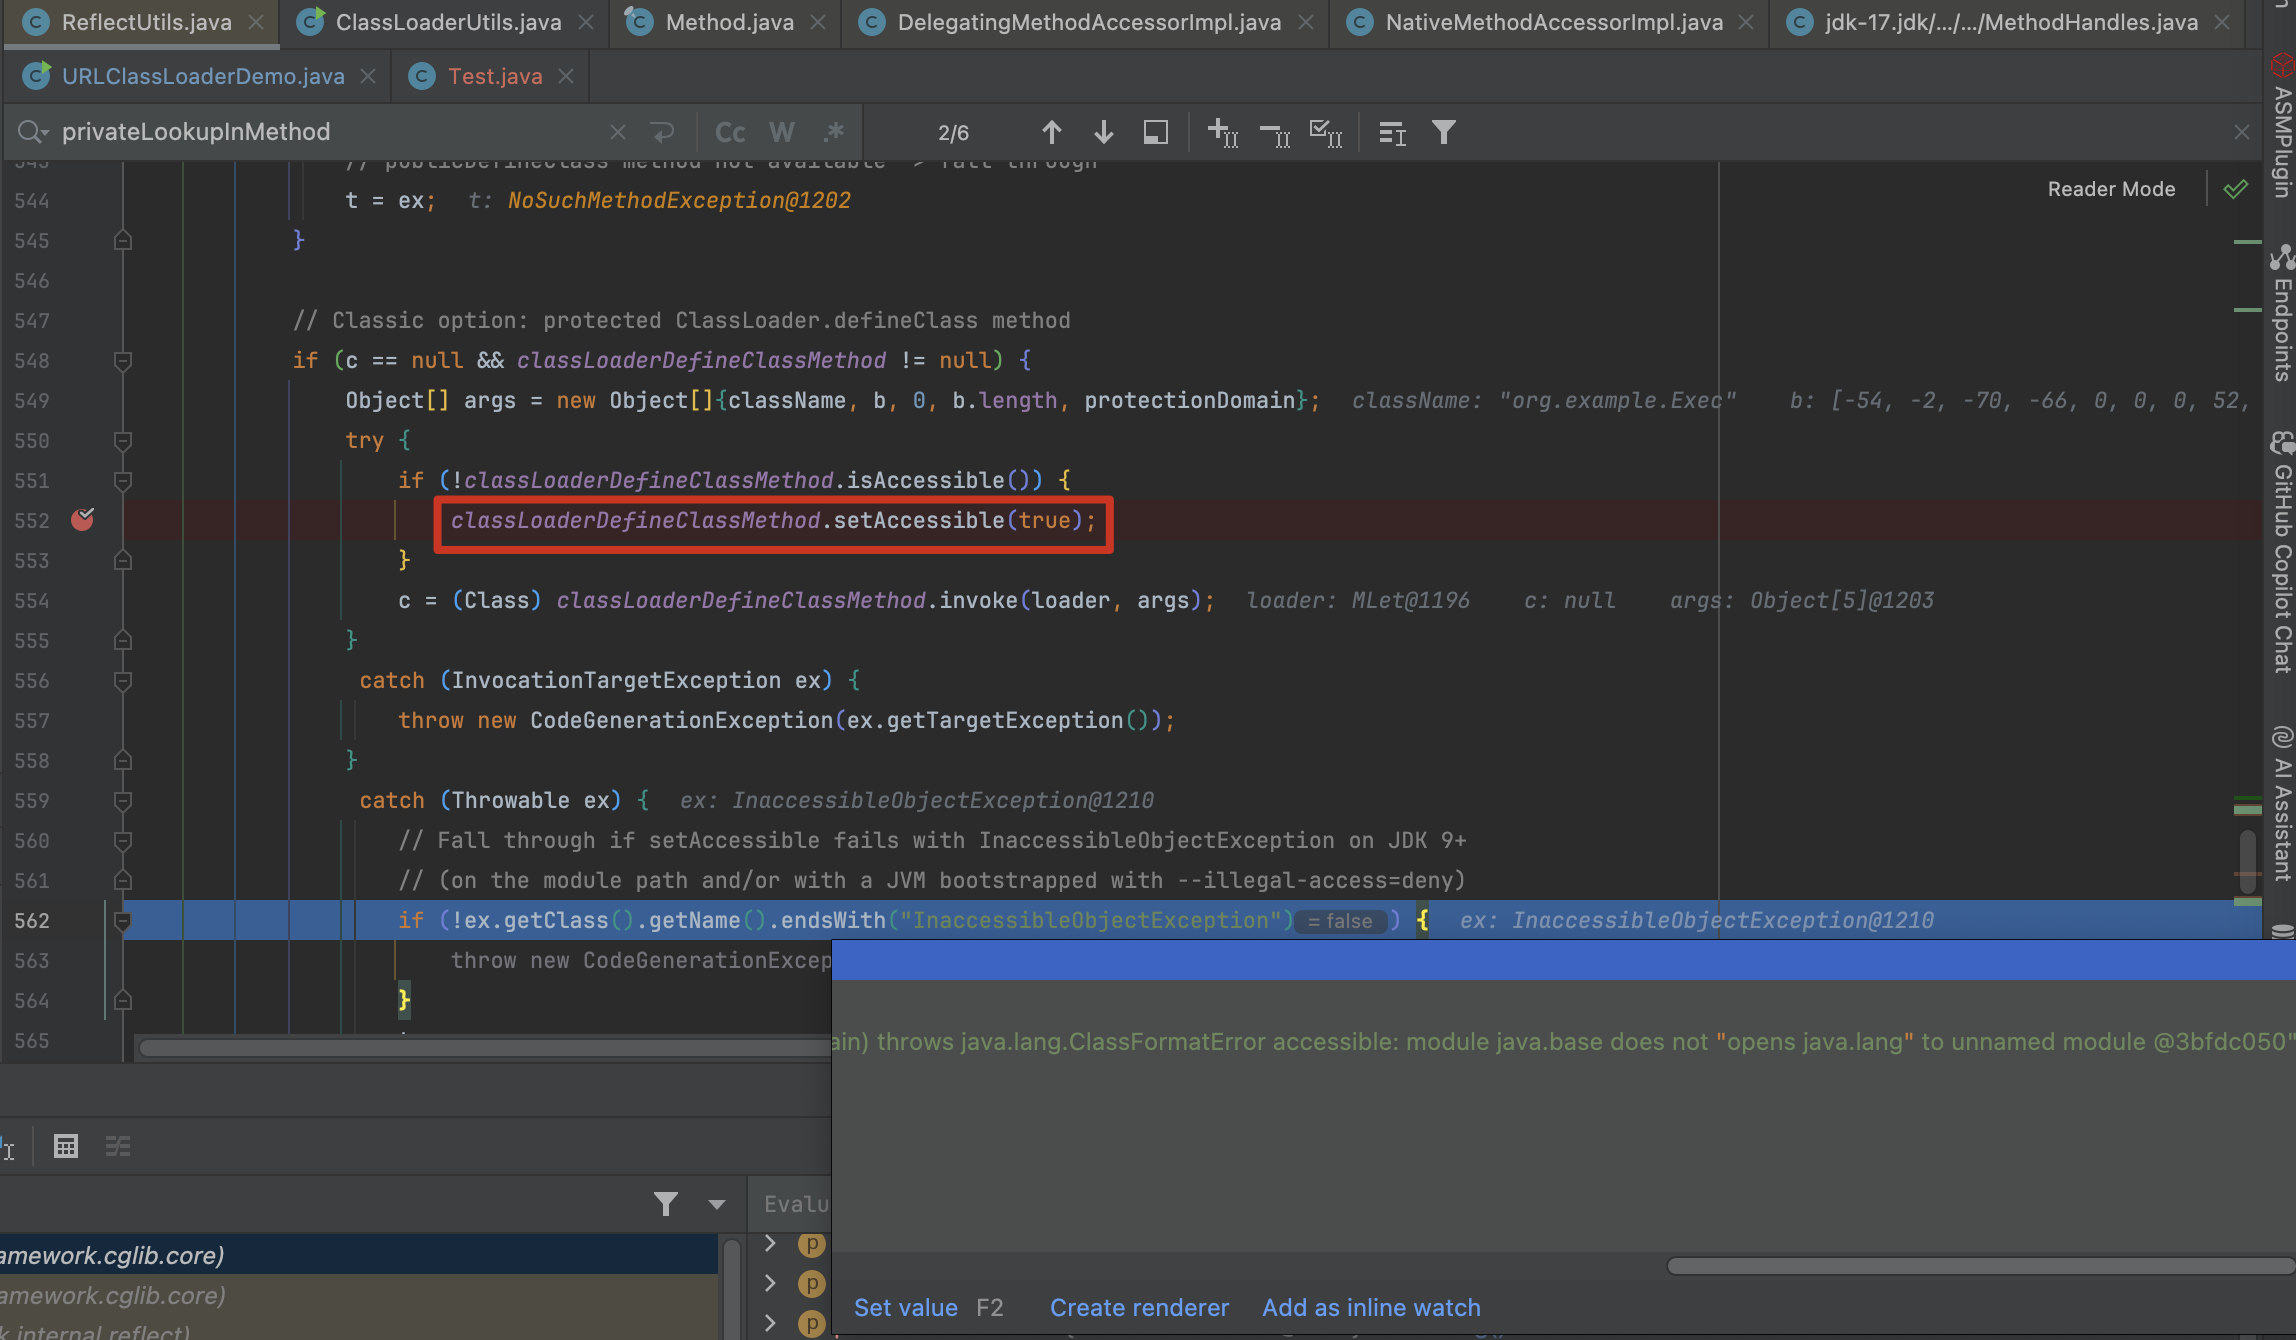 ReflectUtils.java ClassLoaderUtils.java Method.java DelegatingMethodAccessorImpl.java NativeMethodAccessorImpl.java jdk-17.jdk/.../.../MethodHandles.java
URLClassLoaderDemo.java Test.java
privateLookupInMethod Cc W .* 2/6
Reader Mode
544 t = ex; t: NoSuchMethodException@1202
545 }
546
547 // Classic option: protected ClassLoader.defineClass method
548 if (c == null && classLoaderDefineClassMethod != null) {
549 Object[] args = new Object[]{className, b, 0, b.length, protectionDomain}; className: "org.example.Exec" b: [-54, -2, -70, -66, 0, 0, 0, 52,
550 try {
551 if (!classLoaderDefineClassMethod.isAccessible()) {
552 classLoaderDefineClassMethod.setAccessible(true);
553 }
554 c = (Class) classLoaderDefineClassMethod.invoke(loader, args); loader: MLet@1196 c: null args: Object[5]@1203
555 }
556 catch (InvocationTargetException ex) {
557 throw new CodeGenerationException(ex.getTargetException());
558 }
559 catch (Throwable ex) { ex: InaccessibleObjectException@1210
560 // Fall through if setAccessible fails with InaccessibleObjectException on JDK 9+
561 // (on the module path and/or with a JVM bootstrapped with --illegal-access=deny)
562 if (!ex.getClass().getName().endsWith("InaccessibleObjectException") = false ) { ex: InaccessibleObjectException@1210
563 throw new CodeGenerationExcep
564 }
565
ain) throws java.lang.ClassFormatError accessible: module java.base does not "opens java.lang" to unnamed module @3bfdc050"
Evalu
amework.cglib.core)
amework.cglib.core)
k.internal.reflect)
p
p
p
Set value F2 Create renderer Add as inline watch
ASMPlugin
Endpoints
GitHub Copilot Chat
AI Assistant